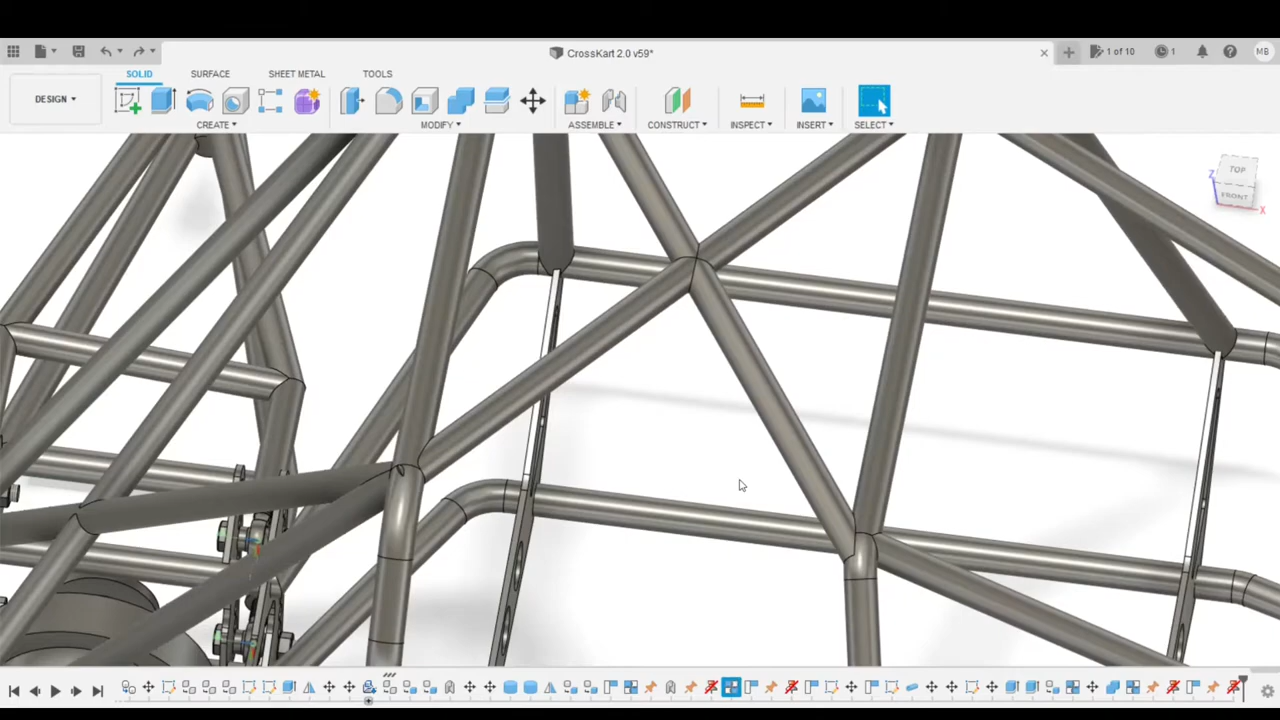 CrossKart 2.0 v59*
1 of 10
1
MB
SOLID
SURFACE
SHEET METAL
TOOLS
DESIGN
CREATE
MODIFY
ASSEMBLE
CONSTRUCT
INSPECT
INSERT
SELECT
TOP
FRONT
Z
X